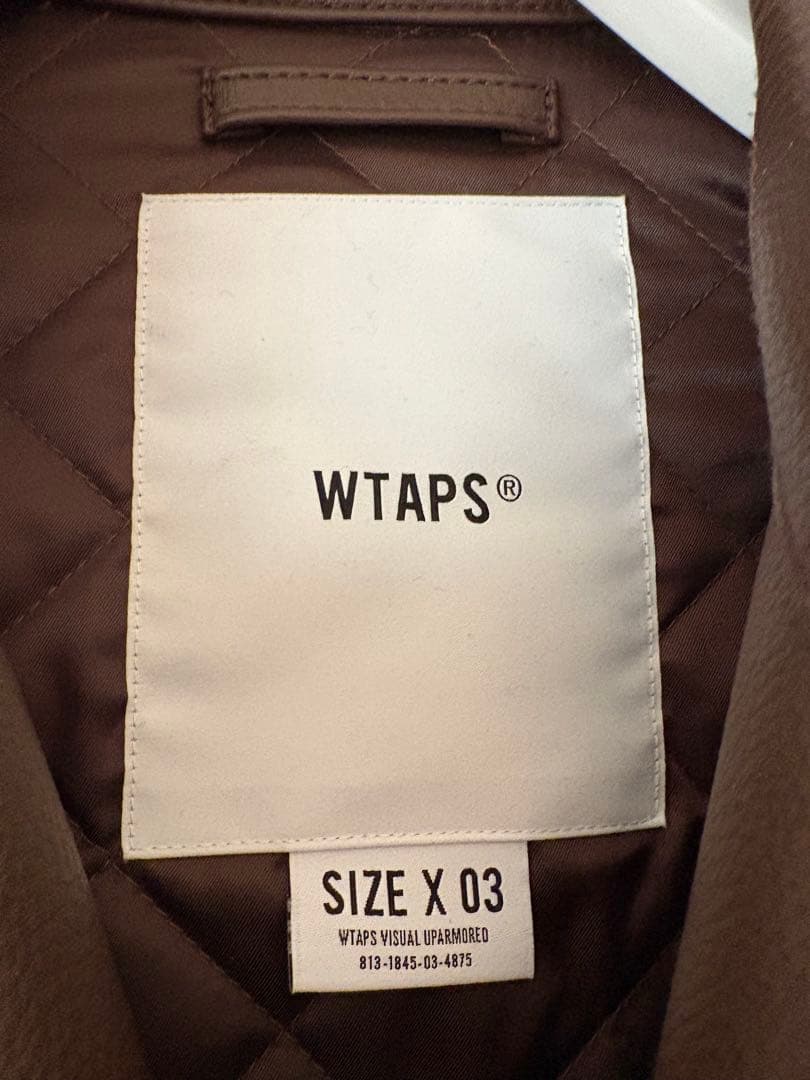 WTAPS®
SIZE X 03
WTAPS VISUAL UPARMORED
813-1845-03-4875